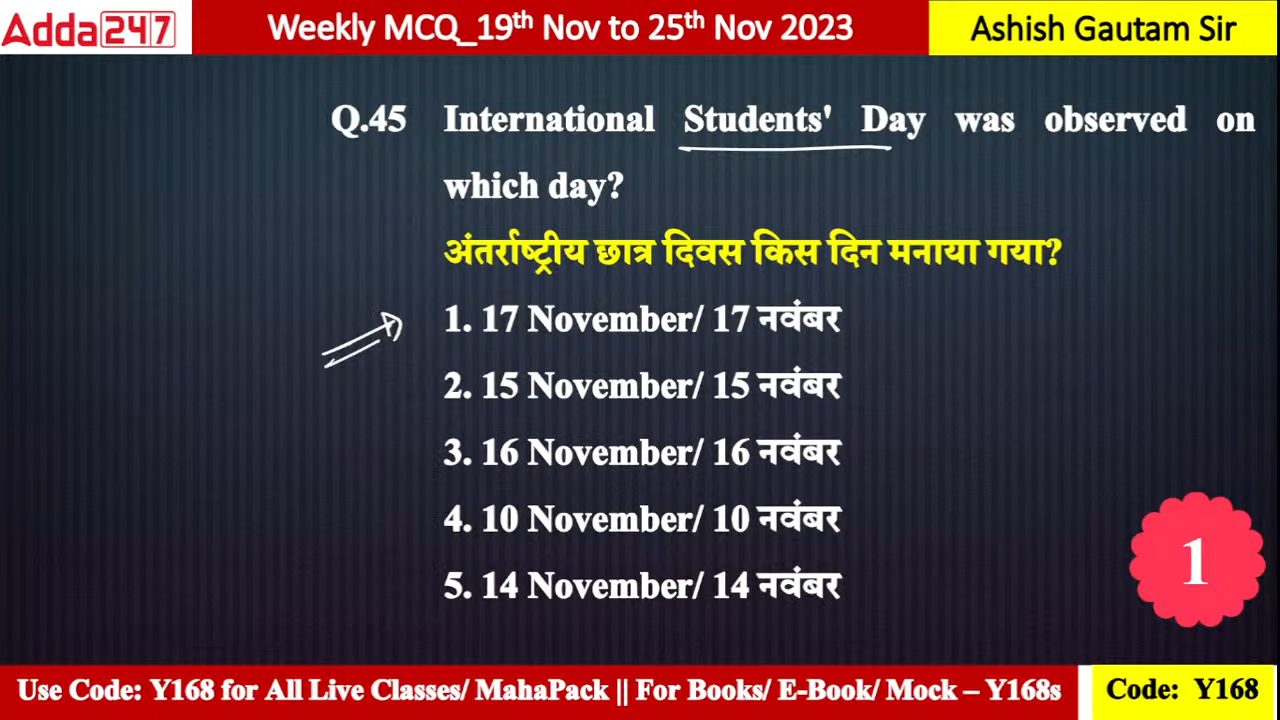 Adda247
Weekly MCQ_19th Nov to 25th Nov 2023
Ashish Gautam Sir
Q.45 International Students' Day was observed on
which day?
अंतर्राष्ट्रीय छात्र दिवस किस दिन मनाया गया?
1. 17 November/ 17 नवंबर
2. 15 November/ 15 नवंबर
3. 16 November/ 16 नवंबर
4. 10 November/ 10 नवंबर
5. 14 November/ 14 नवंबर
1
Use Code: Y168 for All Live Classes/ MahaPack || For Books/ E-Book/ Mock – Y168s
Code: Y168